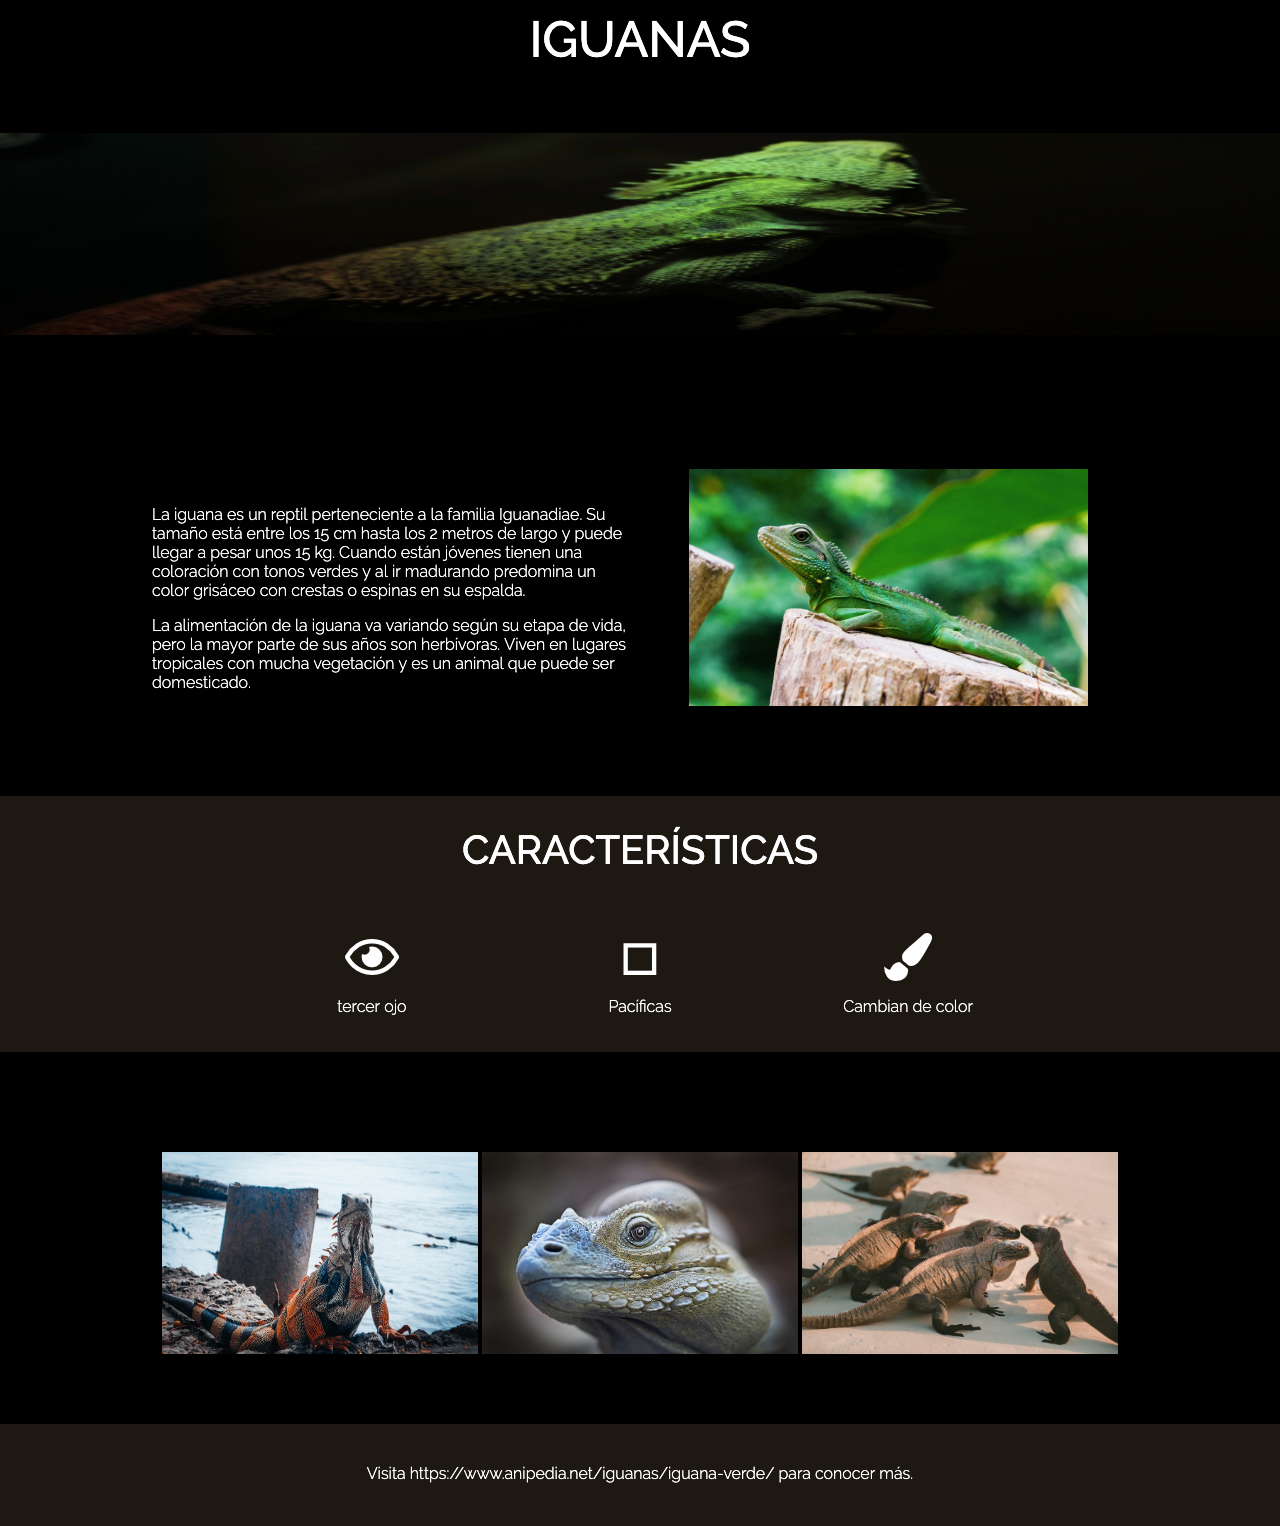 IGUANAS
La iguana es un reptil perteneciente a la familia Iguanadiae. Su
tamaño está entre los 15 cm hasta los 2 metros de largo y puede
llegar a pesar unos 15 kg. Cuando están jóvenes tienen una
coloración con tonos verdes y al ir madurando predomina un
color grisáceo con crestas o espinas en su espalda.
La alimentación de la iguana va variando según su etapa de vida,
pero la mayor parte de sus años son herbívoras. Viven en lugares
tropicales con mucha vegetación y es un animal que puede ser
domesticado.
CARACTERÍSTICAS
tercer ojo
Pacíficas
Cambian de color
Visita https://www.anipedia.net/iguanas/iguana-verde/ para conocer más.